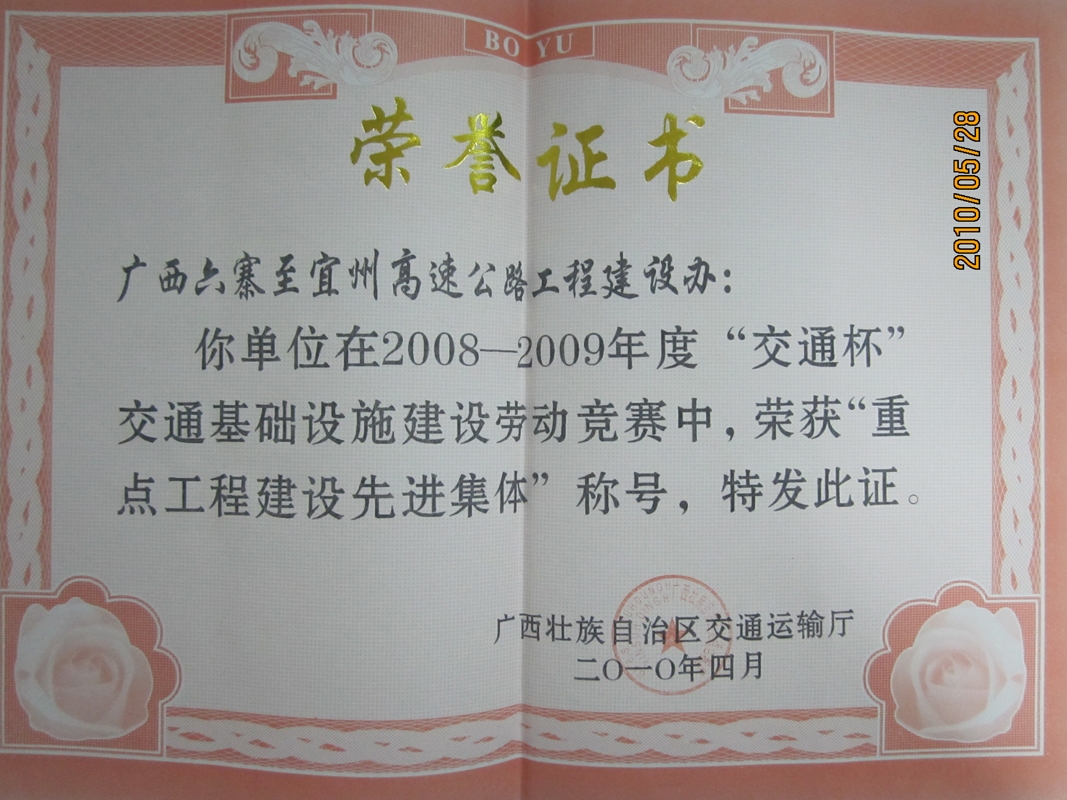 BO YU
荣誉证书
2010/05/28
广西六寨至宜州高速公路工程建设办：
你单位在2008—2009年度“交通杯”
交通基础设施建设劳动竞赛中，荣获“重
点工程建设先进集体”称号，特发此证。
广西壮族自治区交通运输厅
二〇一〇年四月